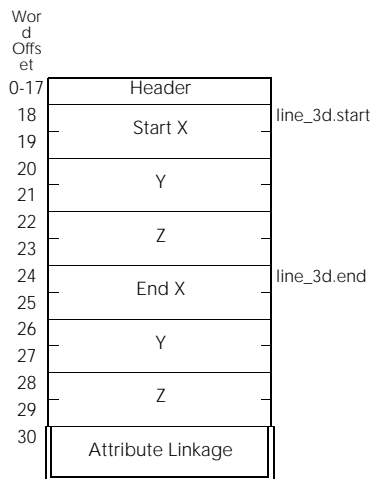 Wor
d
Offs
et
0-17 Header
18 line_3d.start
Start X
19
20
Y
21
22
Z
23
24 line_3d.end
End X
25
26
Y
27
28
Z
29
30
Attribute Linkage